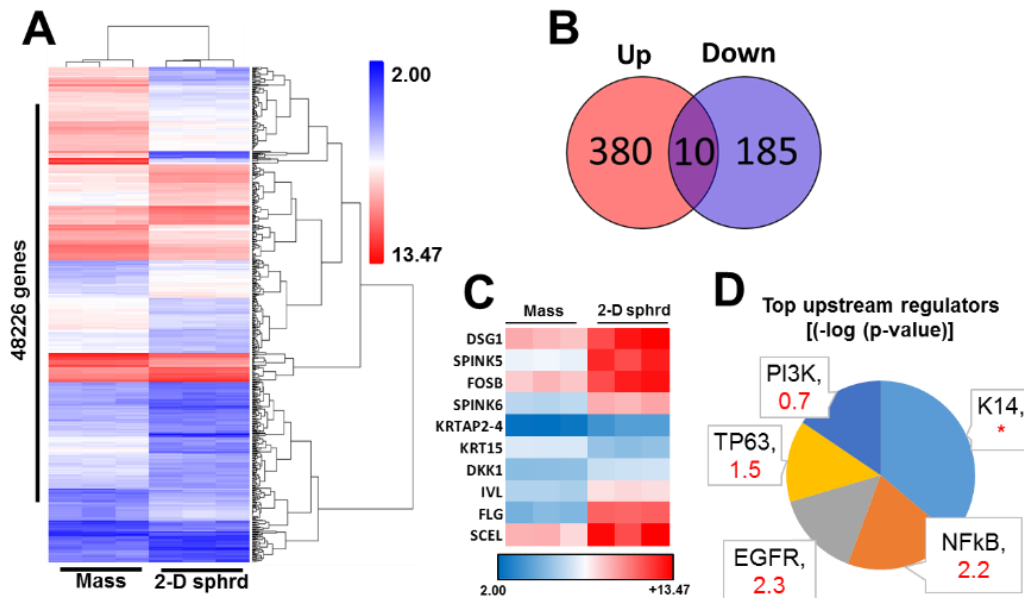 A
2.00
13.47
48226 genes
Mass
2-D sphrd
B
Up
Down
380
10
185
C
Mass
2-D sphrd
DSG1
SPINK5
FOSB
SPINK6
KRTAP2-4
KRT15
DKK1
IVL
FLG
SCEL
2.00
+13.47
D
Top upstream regulators
[(-log (p-value)]
PI3K,
0.7
K14,
*
TP63,
1.5
EGFR,
2.3
NFkB,
2.2